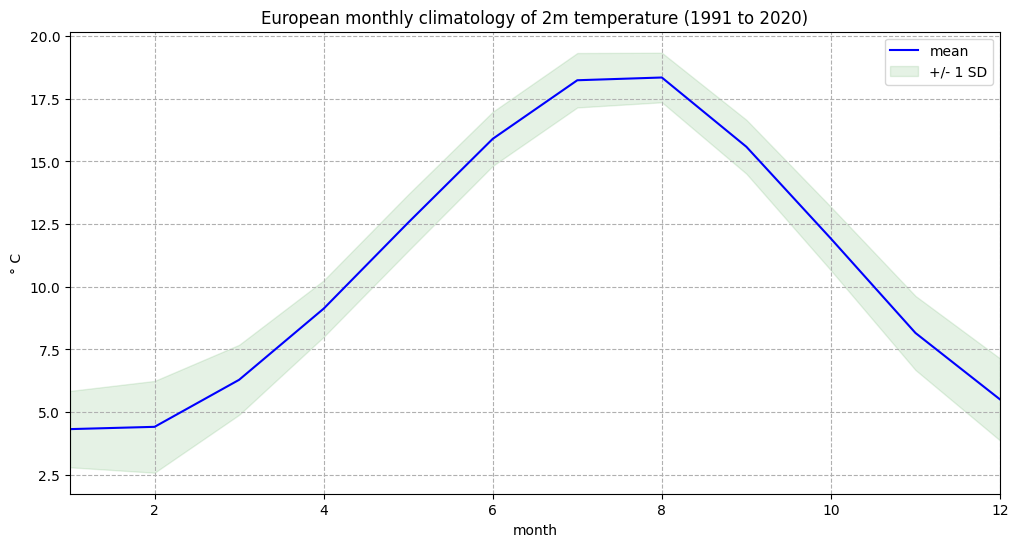 European monthly climatology of 2m temperature (1991 to 2020)
20.0
17.5
15.0
12.5
10.0
7.5
5.0
2.5
° C
mean
+/- 1 SD
2 4 6 8 10 12
month